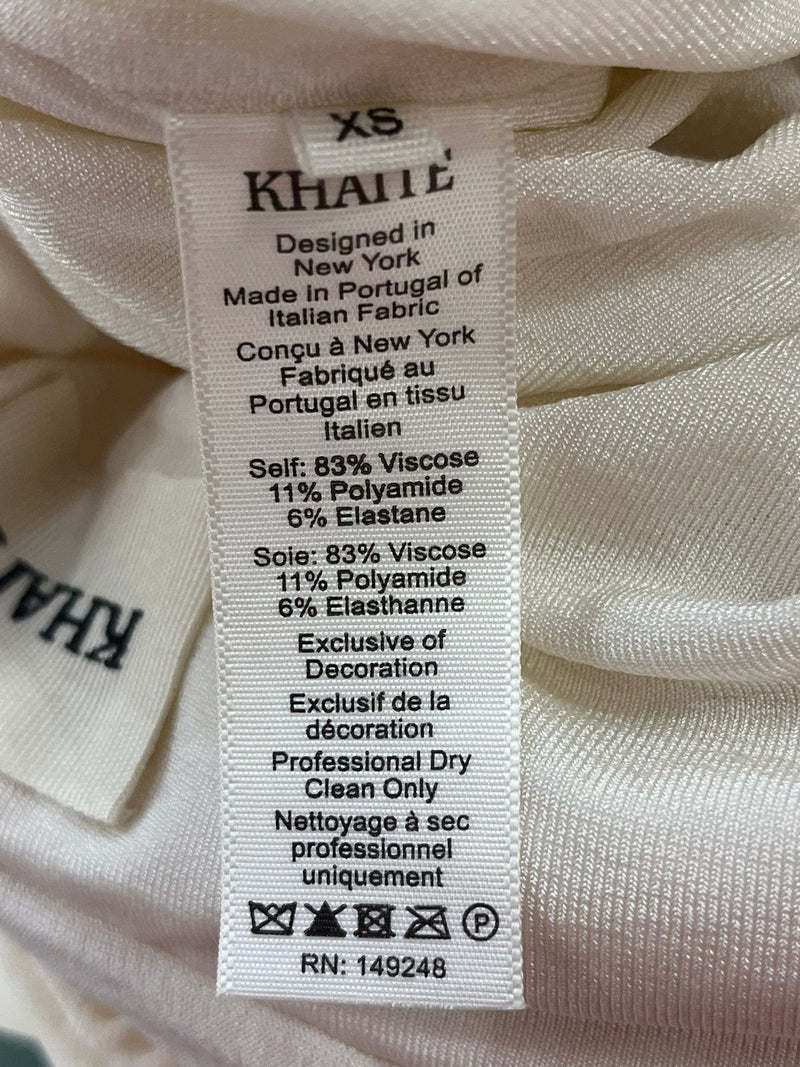 XS
KHAITE
Designed in
New York
Made in Portugal of
Italian Fabric
Conçu à New York
Fabriqué au
Portugal en tissu
Italien
Self: 83% Viscose
11% Polyamide
6% Elastane
Soie: 83% Viscose
11% Polyamide
6% Elasthanne
Exclusive of
Decoration
Exclusif de la
décoration
Professional Dry
Clean Only
Nettoyage à sec
professionnel
uniquement
P
RN: 149248
KHAI